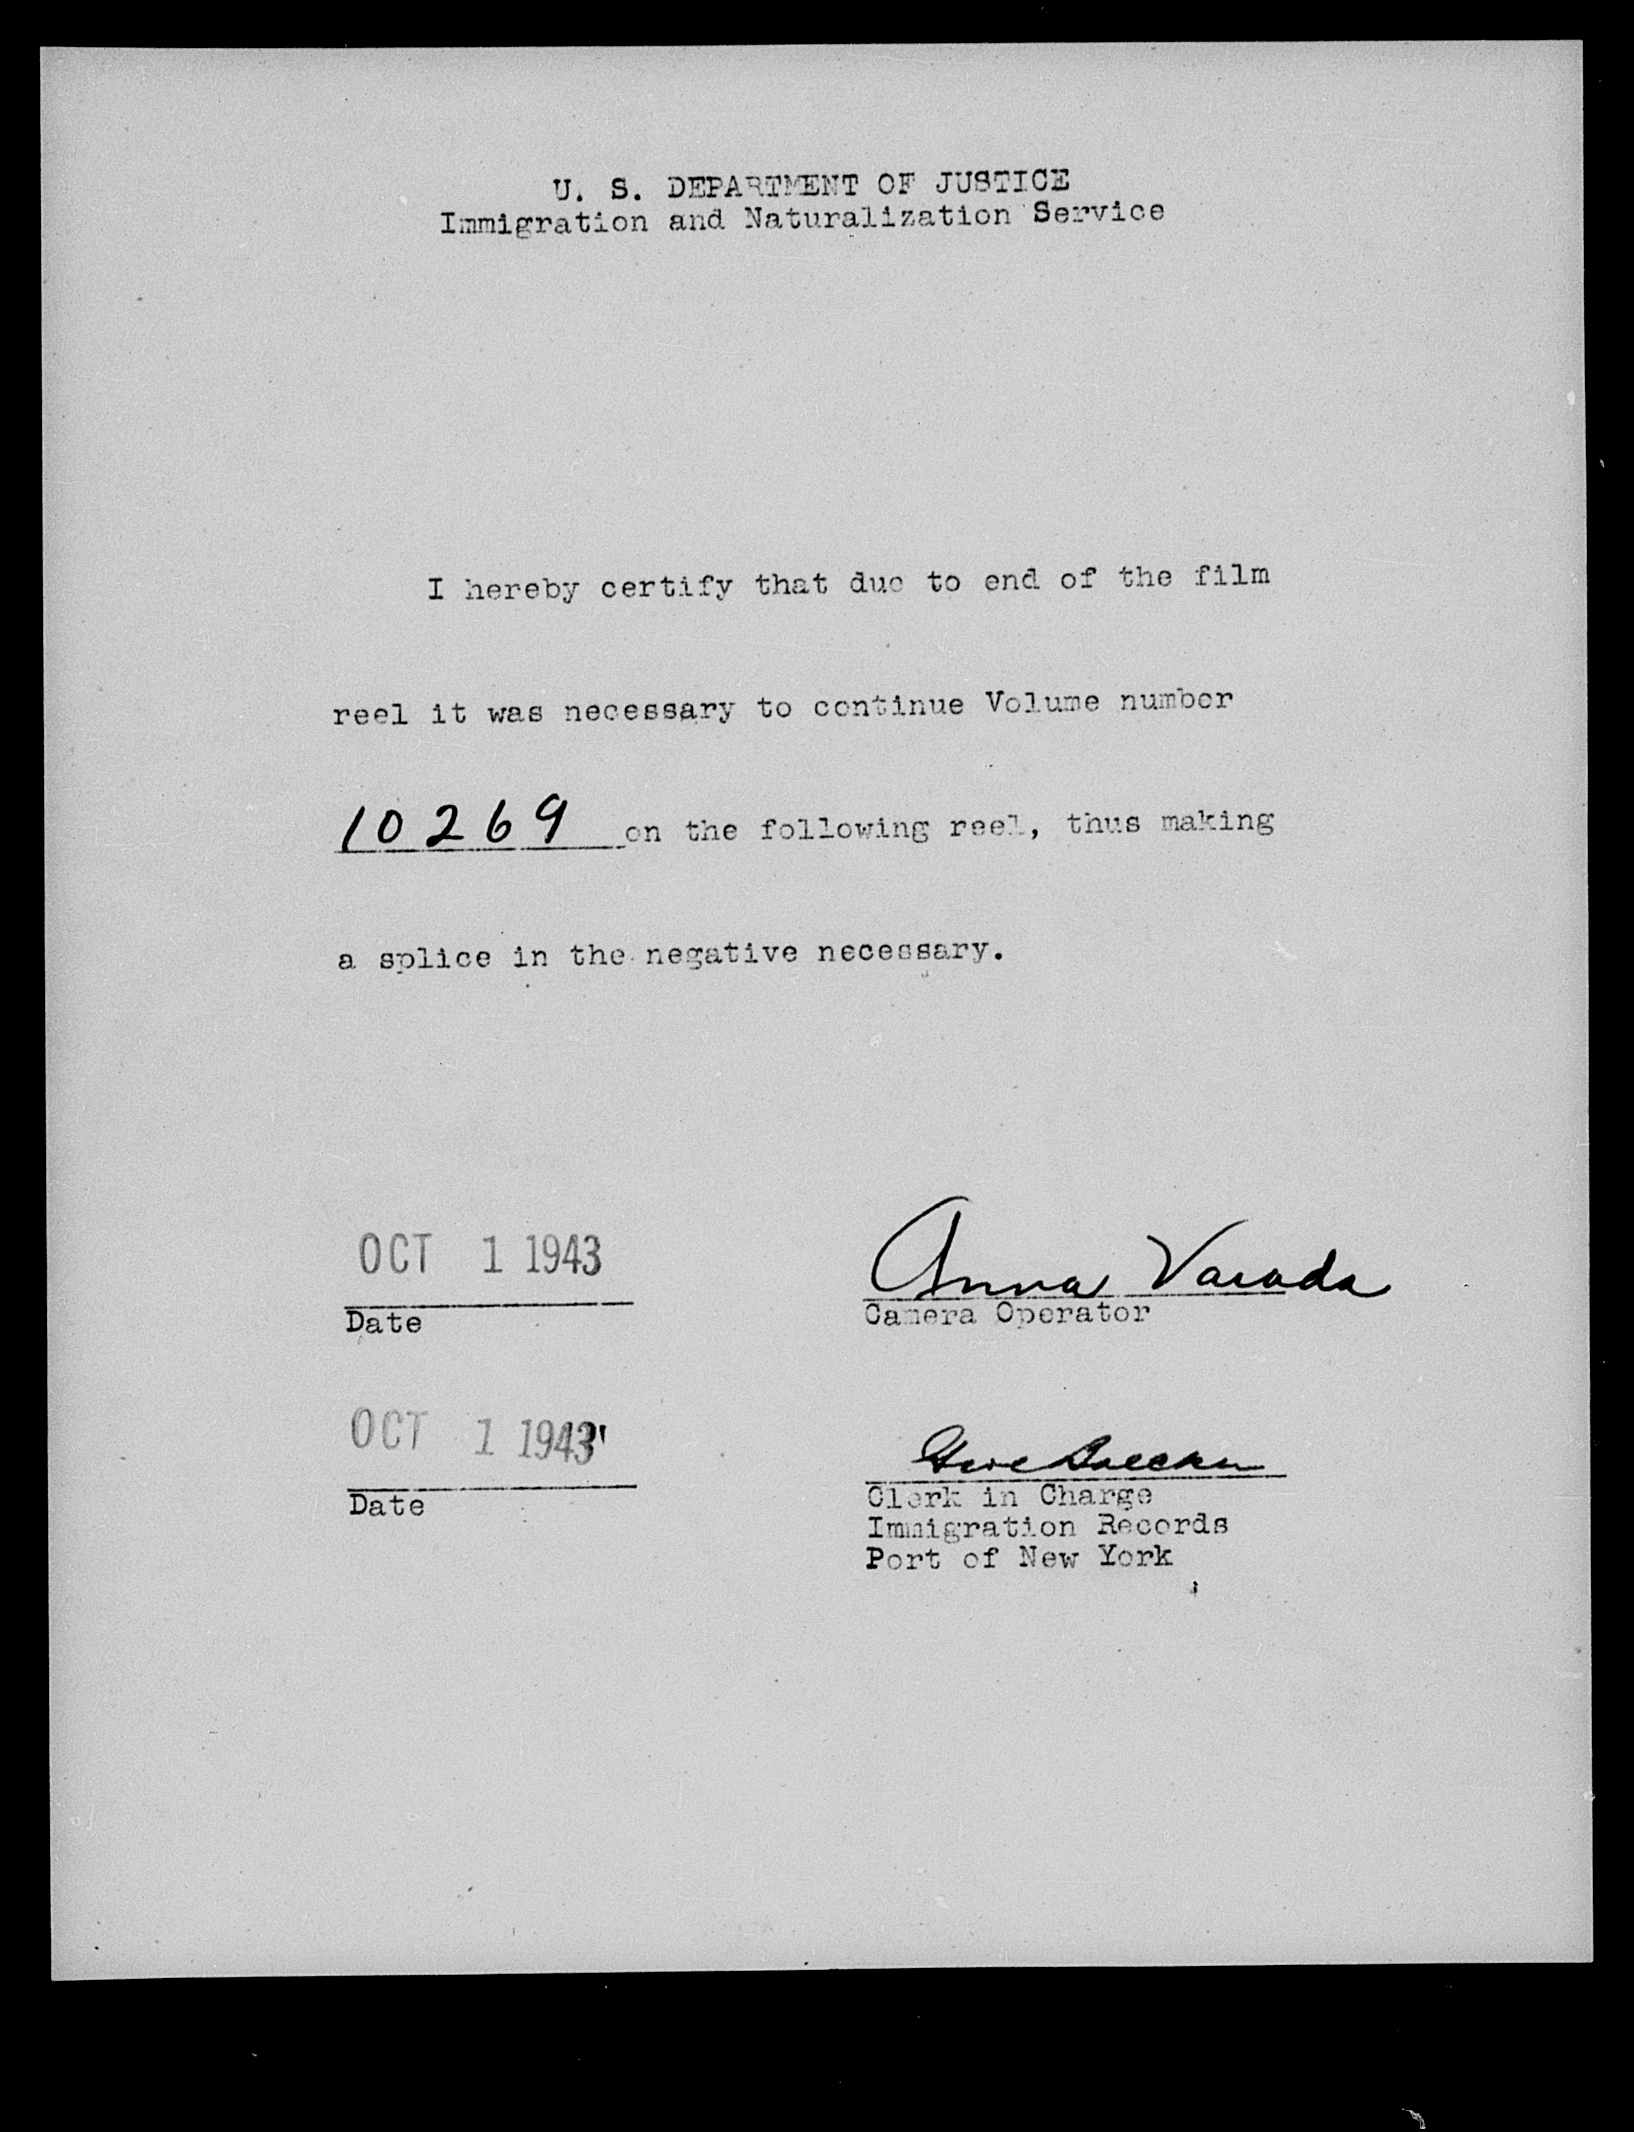 U. S. DEPARTMENT OF JUSTICE
Immigration and Naturalization Service
I hereby certify that due to end of the film
reel it was necessary to continue Volume number
10269 on the following reel, thus making
a splice in the negative necessary.
OCT 1 1943
Anna Varada
Date
Camera Operator
OCT 1 1943
Date
Clerk in Charge
Immigration Records
Port of New York